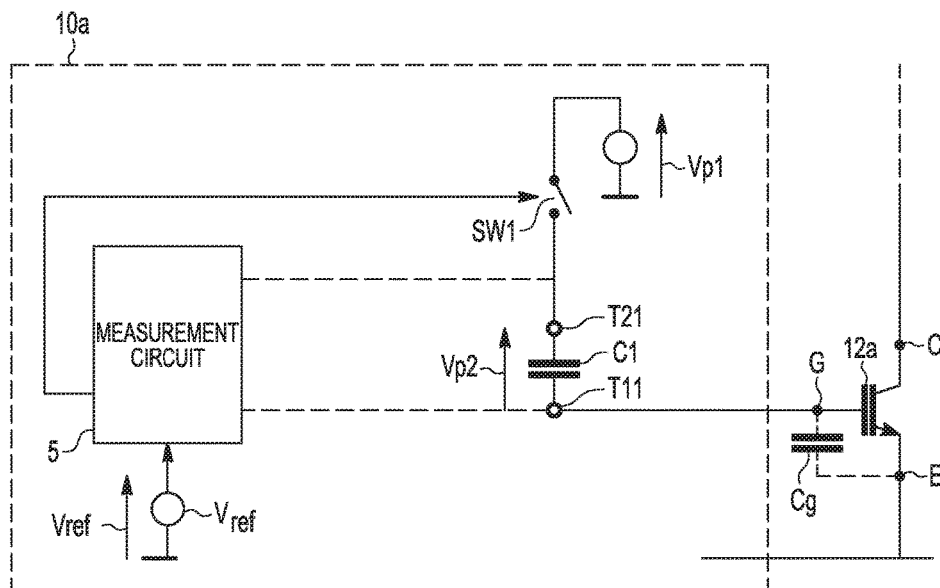 10a
Vp1
SW1
MEASUREMENT
CIRCUIT
T21
C1
Vp2
T11
C
12a
G
5
Cg
E
Vref
Vref